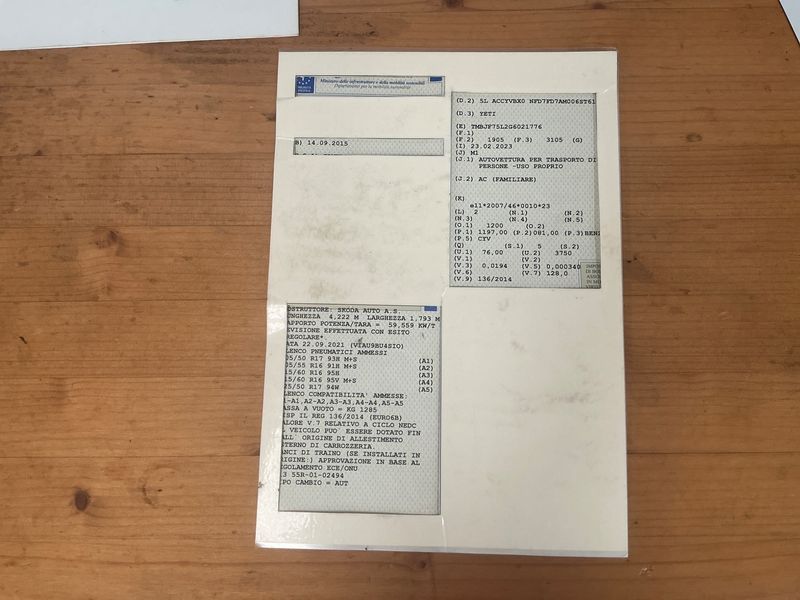 Ministero delle infrastrutture e della mobilità sostenibili
Dipartimento per la mobilità sostenibile
B) 14.09.2015
(D.2) 5L ACCYVBX0 NFD7FD7AM006ST61
(D.3) YETI
(E) TMBJF75L2G6021776
(F.1)
(F.2) 1905 (F.3) 3105 (G)
(I) 23.02.2023
(J) M1
(J.1) AUTOVETTURA PER TRASPORTO DI
PERSONE -USO PROPRIO
(J.2) AC (FAMILIARE)
(K)
e11*2007/46*0010*23
(L) 2 (N.1) (N.2)
(N.3) (N.4) (N.5)
(O.1) 1200 (O.2)
(P.1) 1197,00 (P.2)081,00 (P.3)BENZ
(P.5) CYV
(Q) (S.1) 5 (S.2)
(U.1) 76,00 (U.2) 3750
(V.1) (V.2)
(V.3) 0,0194 (V.5) 0,000340
(V.6) (V.7) 128,0
(V.9) 136/2014
OSTRUTTORE: SKODA AUTO A.S.
UNGHEZZA 4,222 M LARGHEZZA 1,793 M
APPORTO POTENZA/TARA = 59,559 KW/T
EVISIONE EFFETTUATA CON ESITO
REGOLARE*.
ATA 22.09.2021 (VIAU9BU4SIO)
LENCO PNEUMATICI AMMESSI
05/50 R17 93H M+S (A1)
05/55 R16 91H M+S (A2)
15/60 R16 95H (A3)
15/60 R16 95V M+S (A4)
25/50 R17 94W (A5)
LENCO COMPATIBILITA' AMMESSE:
1-A1,A2-A2,A3-A3,A4-A4,A5-A5
ASSA A VUOTO = KG 1285
ISP IL REG 136/2014 (EURO6B)
ALORE V.7 RELATIVO A CICLO NEDC
L VEICOLO PUO` ESSERE DOTATO FIN
ALL` ORIGINE DI ALLESTIMENTO
STERNO DI CARROZZERIA.
ANCI DI TRAINO (SE INSTALLATI IN
RIGINE:) APPROVAZIONE IN BASE AL
EGOLAMENTO ECE/ONU
.3 55R-01-02494
IPO CAMBIO = AUT